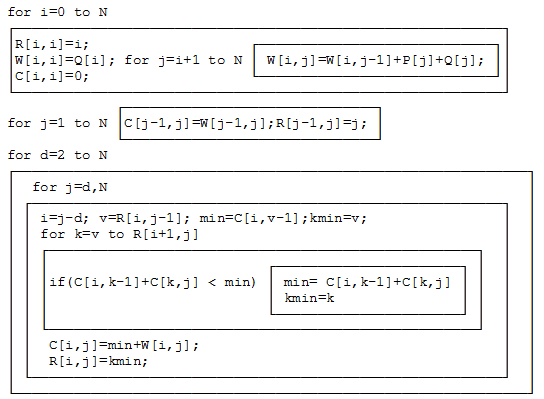 for i=0 to N
R[i,i]=i;
W[i,i]=Q[i]; for j=i+1 to N W[i,j]=W[i,j-1]+P[j]+Q[j];
C[i,i]=0;
for j=1 to N C[j-1,j]=W[j-1,j];R[j-1,j]=j;
for d=2 to N
for j=d,N
i=j-d; v=R[i,j-1]; min=C[i,v-1];kmin=v;
for k=v to R[i+1,j]
if(C[i,k-1]+C[k,j] < min) min= C[i,k-1]+C[k,j]
kmin=k
C[i,j]=min+W[i,j];
R[i,j]=kmin;